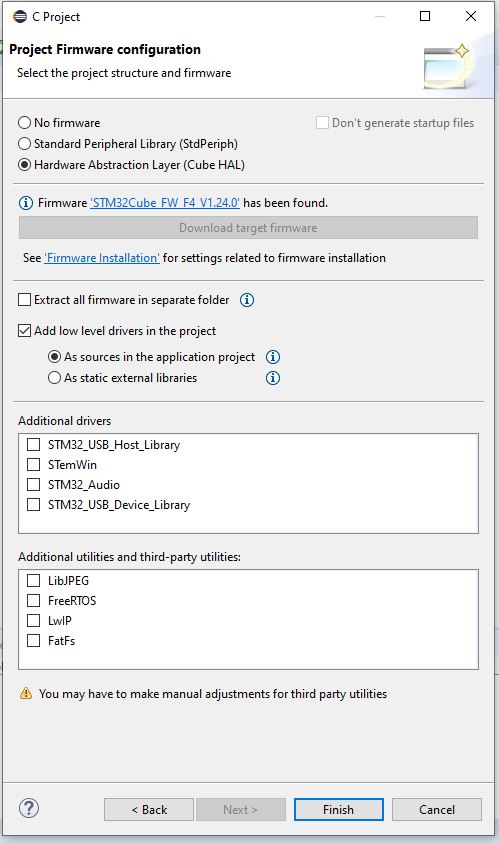 C Project
Project Firmware configuration
Select the project structure and firmware
No firmware
Don't generate startup files
Standard Peripheral Library (StdPeriph)
Hardware Abstraction Layer (Cube HAL)
Firmware 'STM32Cube_FW_F4_V1.24.0' has been found.
Download target firmware
See 'Firmware Installation' for settings related to firmware installation
Extract all firmware in separate folder
Add low level drivers in the project
As sources in the application project
As static external libraries
Additional drivers
STM32_USB_Host_Library
STemWin
STM32_Audio
STM32_USB_Device_Library
Additional utilities and third-party utilities:
LibJPEG
FreeRTOS
LwIP
FatFs
You may have to make manual adjustments for third party utilities
< Back
Next >
Finish
Cancel